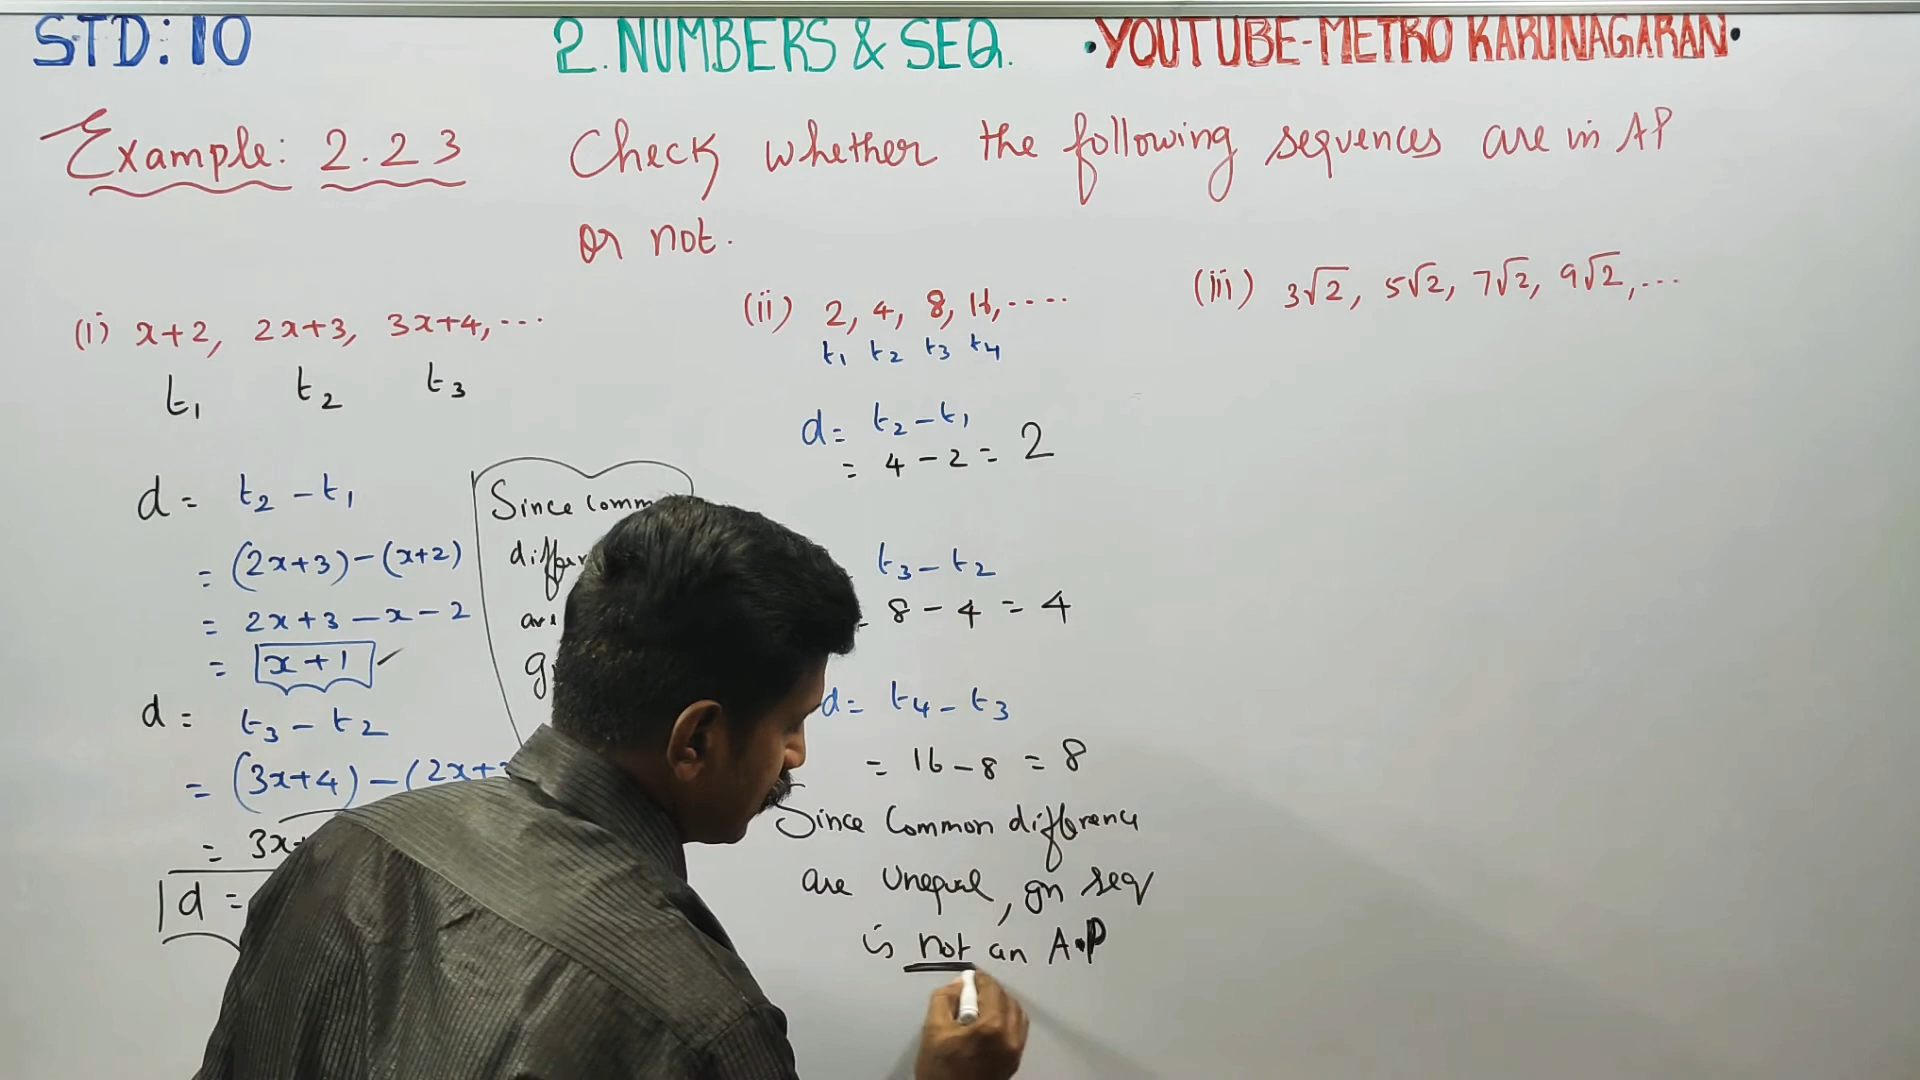 STD: 10
2. NUMBERS & SEQ.
•YOUTUBE-METRO KARUNAGARAN•
Example: 2.23
Check whether the following sequences are in AP
or not.
(i) x+2, 2x+3, 3x+4, ...
t₁ t₂ t₃
d = t₂ - t₁
= (2x+3)-(x+2)
= 2x+3-x-2
= x+1 ✓
d = t₃ - t₂
= (3x+4)-(2x+
= 3x
d =
Since
are
(ii) 2, 4, 8, 16, ....
t₁ t₂ t₃ t₄
d = t₂ - t₁
= 4 - 2 = 2
t₃ - t₂
8 - 4 = 4
d = t₄ - t₃
= 16 - 8 = 8
Since Common difference
are Unequal, gn seq
is not an A.P
(iii) 3√2, 5√2, 7√2, 9√2, ...